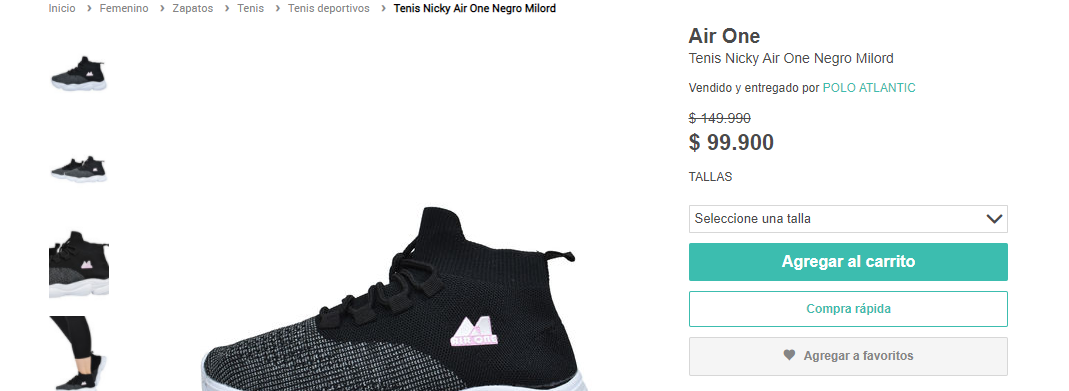 Inicio > Femenino > Zapatos > Tenis > Tenis deportivos > Tenis Nicky Air One Negro Milord
Air One
Tenis Nicky Air One Negro Milord
Vendido y entregado por POLO ATLANTIC
$ 149.990
$ 99.900
TALLAS
Seleccione una talla
Agregar al carrito
Compra rápida
Agregar a favoritos
AIR ONE